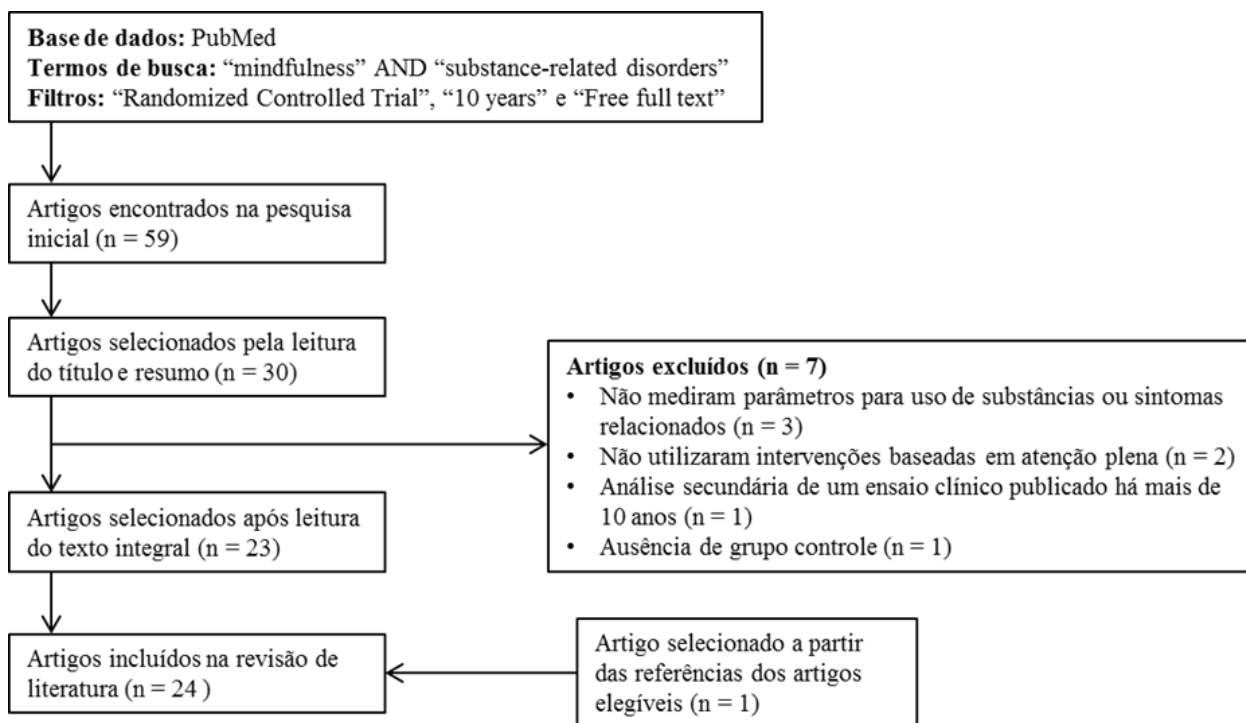 Base de dados: PubMed
Termos de busca: “mindfulness” AND “substance-related disorders”
Filtros: “Randomized Controlled Trial”, “10 years” e “Free full text”
Artigos encontrados na pesquisa
inicial (n = 59)
Artigos selecionados pela leitura
do título e resumo (n = 30)
Artigos excluídos (n = 7)
• Não mediram parâmetros para uso de substâncias ou sintomas
relacionados (n = 3)
• Não utilizaram intervenções baseadas em atenção plena (n = 2)
• Análise secundária de um ensaio clínico publicado há mais de
10 anos (n = 1)
• Ausência de grupo controle (n = 1)
Artigos selecionados após leitura
do texto integral (n = 23)
Artigos incluídos na revisão de
literatura (n = 24 )
Artigo selecionado a partir
das referências dos artigos
elegíveis (n = 1)